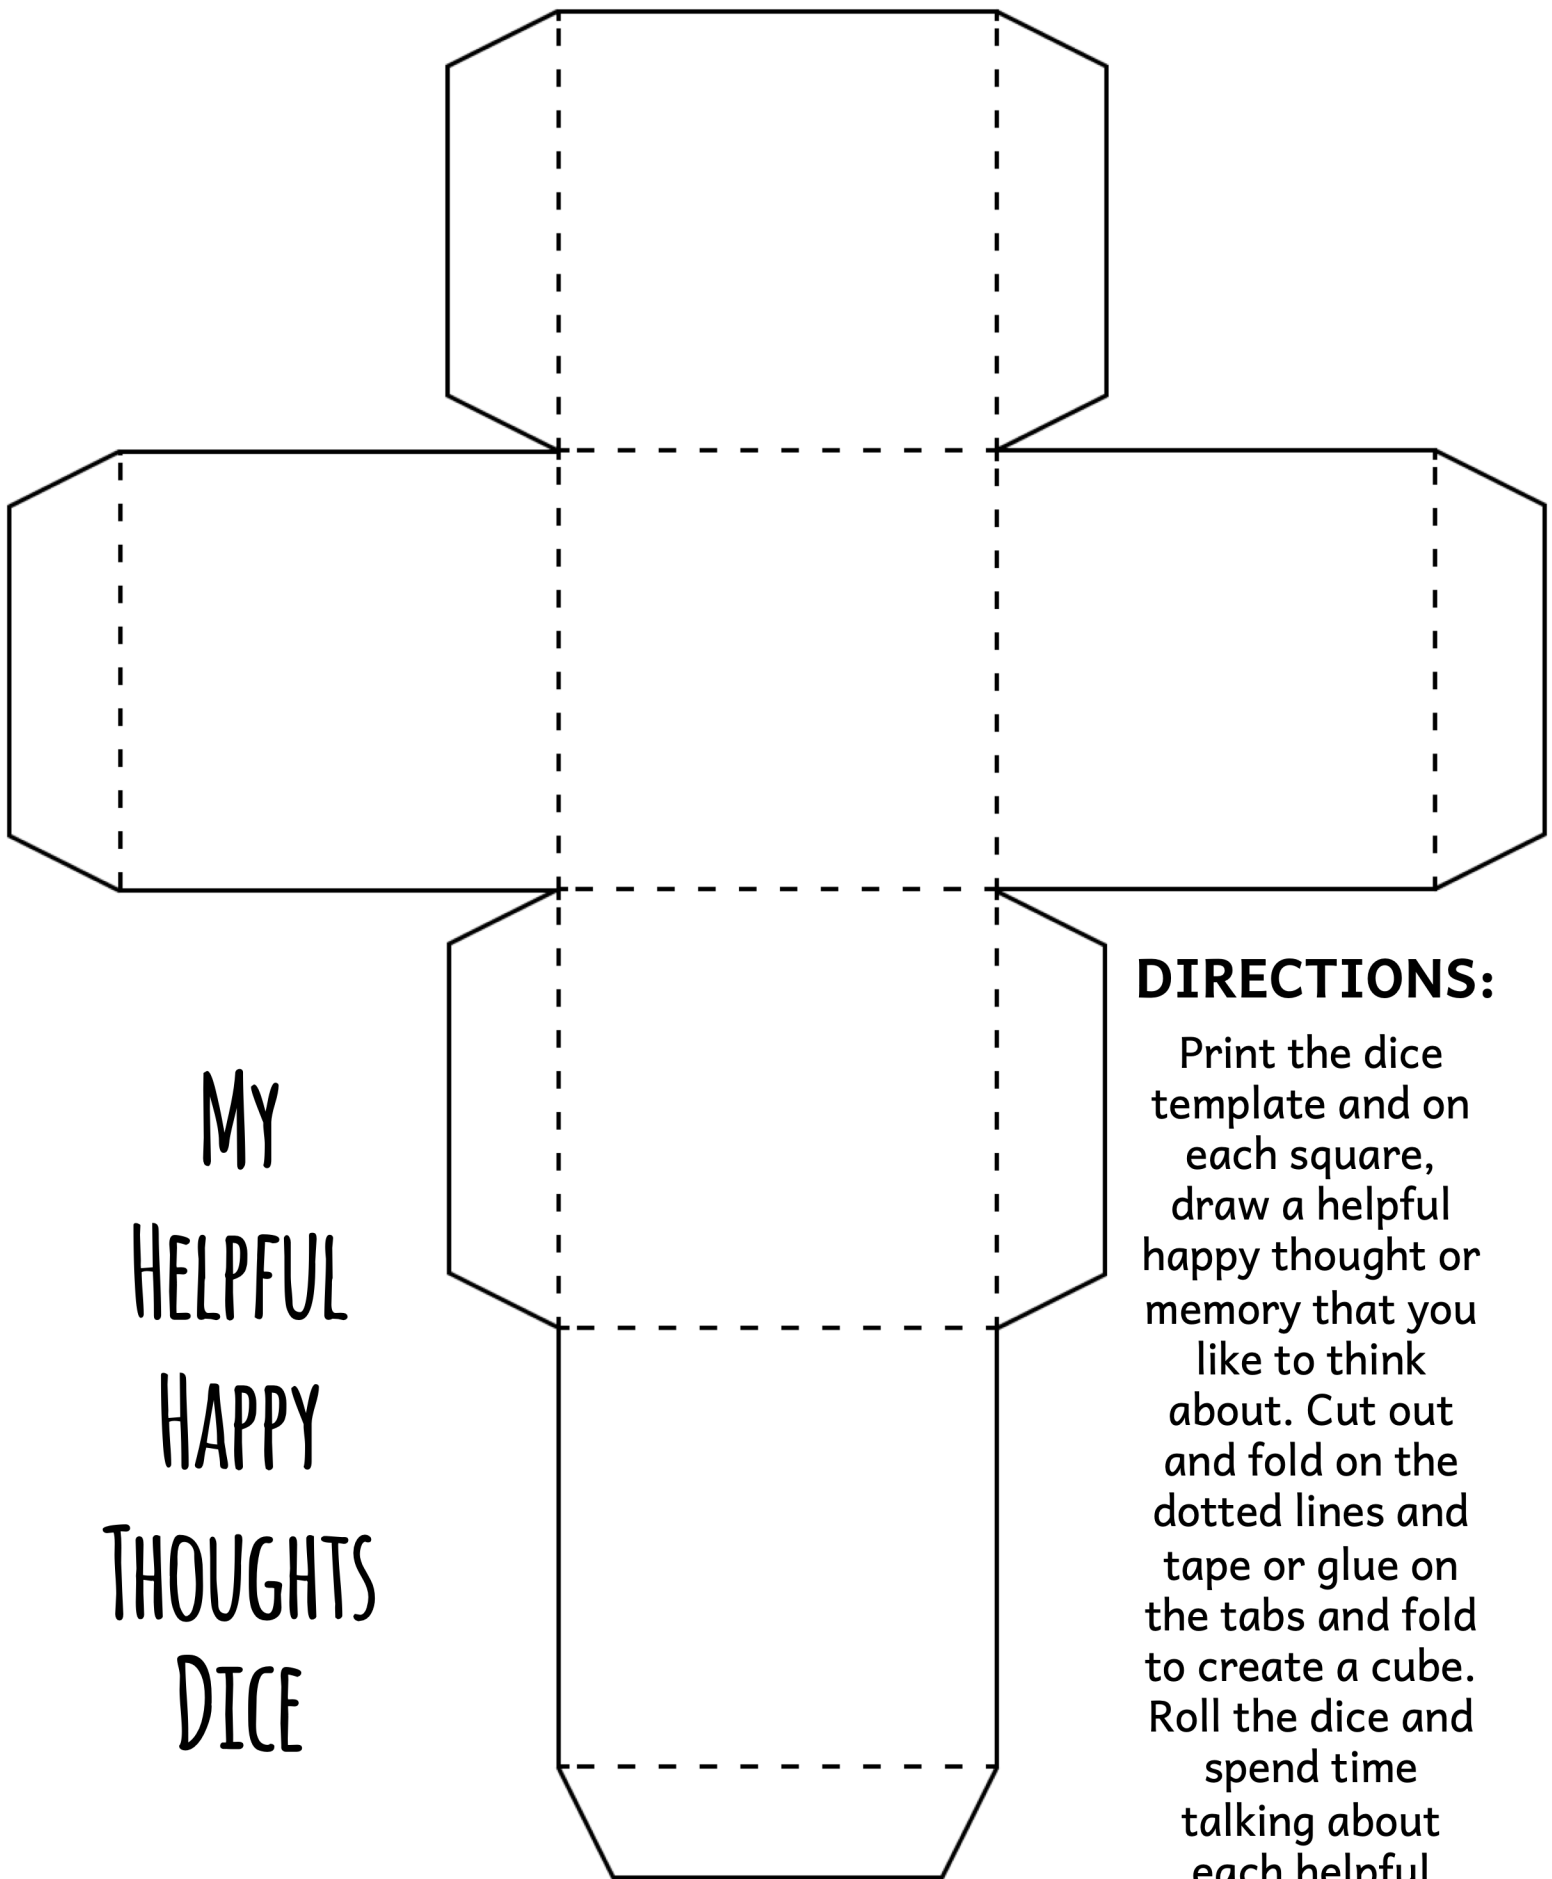 My
Helpful
Happy
Thoughts
Dice
DIRECTIONS:
Print the dice
template and on
each square,
draw a helpful
happy thought or
memory that you
like to think
about. Cut out
and fold on the
dotted lines and
tape or glue on
the tabs and fold
to create a cube.
Roll the dice and
spend time
talking about
each helpful